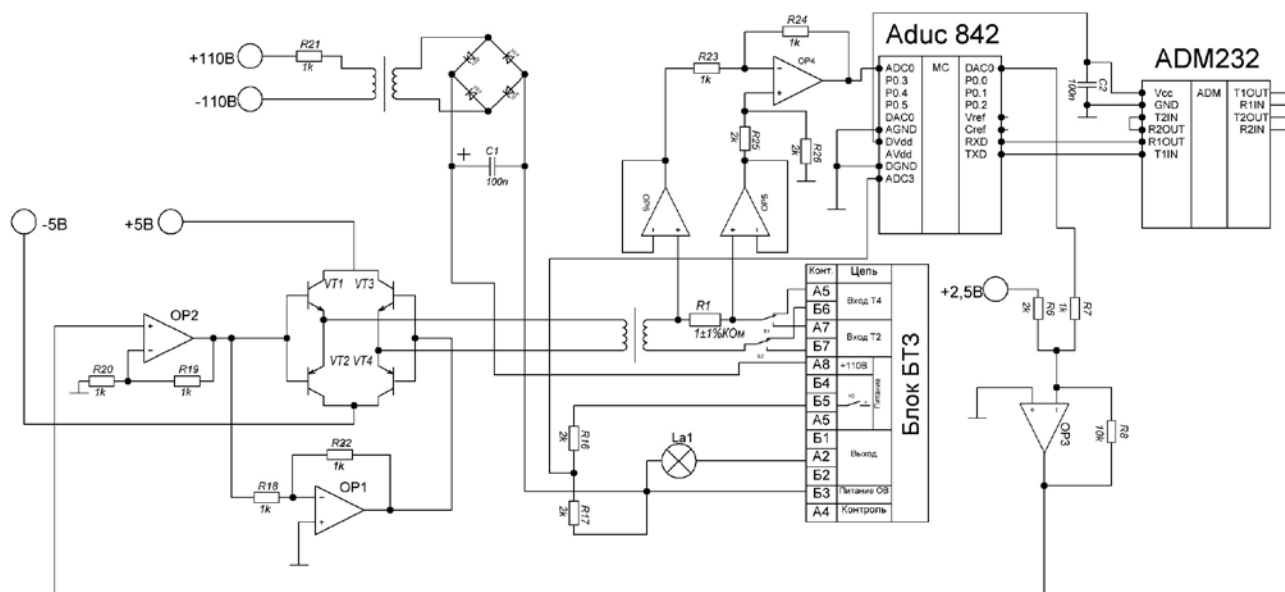 +110В
-110В
R21
1k
+
C1
100n
-5В
+5В
VT1
VT3
VT2
VT4
OP2
R20
1k
R19
1k
R22
1k
R18
1k
OP1
R23
1k
R24
1k
OP4
R25
2k
R26
2k
OP6
OP5
R1
1±1%КОм
S1
S2
R16
2k
R17
2k
La1
Aduc 842
ADC0
P0.3
P0.4
P0.5
DAC0
AGND
DVdd
AVdd
DGND
ADC3
MC
DAC0
P0.0
P0.1
P0.2
Vref
Cref
RXD
TXD
C2
100n
ADM232
Vcc
GND
T2IN
R2OUT
R1OUT
T1IN
ADM
T1OUT
R1IN
T2OUT
R2IN
Конт.
Цепь
А5
Вход Т4
Б6
А7
Вход Т2
Б7
А8
+110В
Б4
Б5
А5
Питание
Б1
А2
Выход
Б2
Б3
Питание ОВ
А4
Контроль
Блок БТ3
+2,5В
R6
2k
R7
1k
OP3
R8
10k